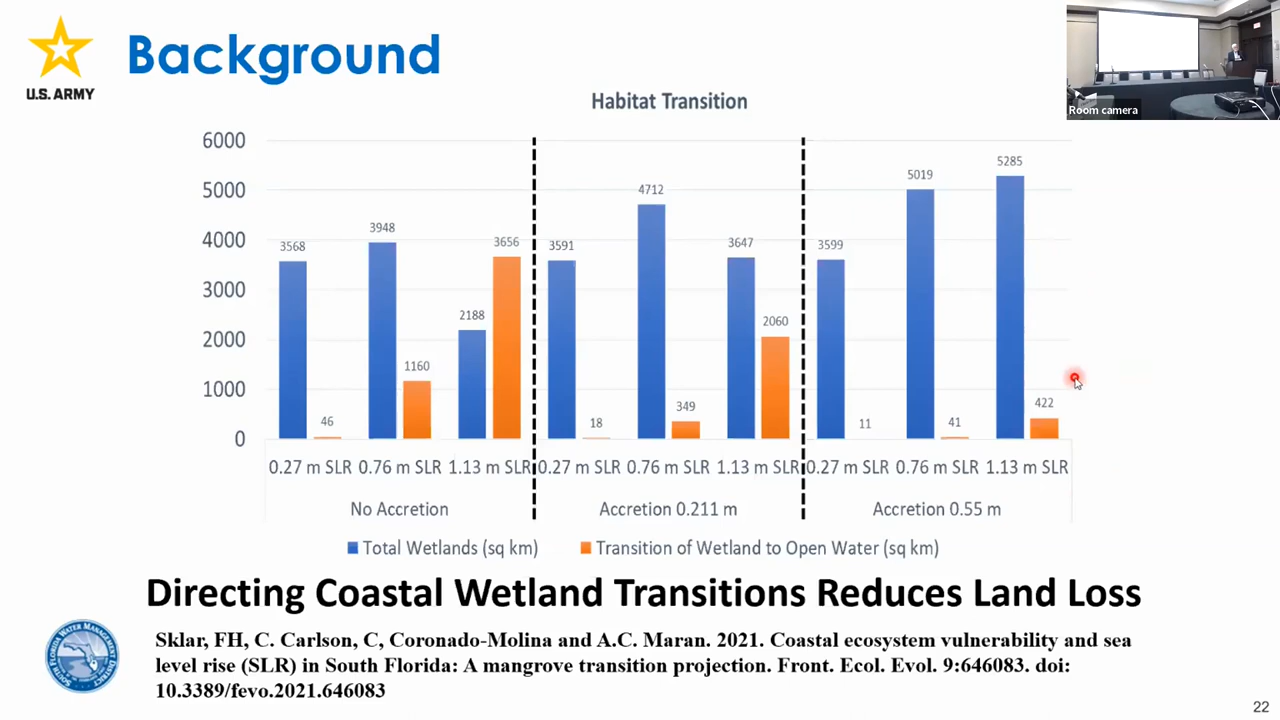 U.S. ARMY
Background
Room camera
Habitat Transition
6000
5000
4000
3000
2000
1000
0
3568
46
3948
1160
2188
3656
3591
18
4712
349
3647
2060
3599
11
5019
41
5285
422
0.27 m SLR 0.76 m SLR 1.13 m SLR 0.27 m SLR 0.76 m SLR 1.13 m SLR 0.27 m SLR 0.76 m SLR 1.13 m SLR
No Accretion Accretion 0.211 m Accretion 0.55 m
Total Wetlands (sq km) Transition of Wetland to Open Water (sq km)
Directing Coastal Wetland Transitions Reduces Land Loss
SOUTH FLORIDA WATER MANAGEMENT DISTRICT
Sklar, FH, C. Carlson, C, Coronado-Molina and A.C. Maran. 2021. Coastal ecosystem vulnerability and sea
level rise (SLR) in South Florida: A mangrove transition projection. Front. Ecol. Evol. 9:646083. doi:
10.3389/fevo.2021.646083
22